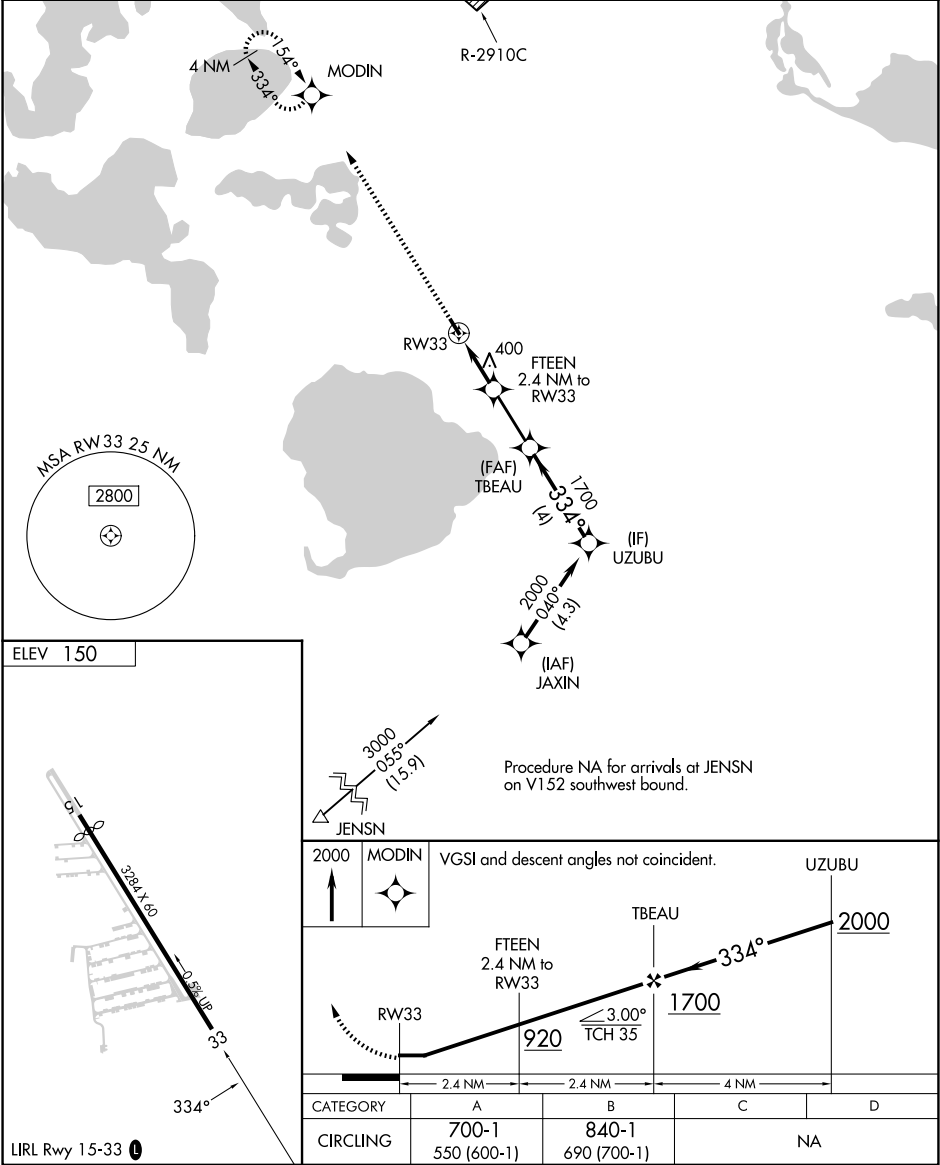 R-2910C
4 NM
154°
334°
MODIN
RW33
400
FTEEN
2.4 NM to
RW33
(FAF)
TBEAU
1700
334°
(4)
(IF)
UZUBU
2000
040°
(4.3)
(IAF)
JAXIN
MSA RW33 25 NM
2800
3000
055°
(15.9)
JENSN
Procedure NA for arrivals at JENSN
on V152 southwest bound.
ELEV 150
15
3284 X 60
0.5% UP
33
334°
LIRL Rwy 15-33 L
2000
MODIN
VGSI and descent angles not coincident.
UZUBU
TBEAU
2000
FTEEN
2.4 NM to
RW33
334°
RW33
1700
3.00°
TCH 35
920
2.4 NM
2.4 NM
4 NM
CATEGORY A B C D
CIRCLING 700-1 840-1 NA
550 (600-1) 690 (700-1)